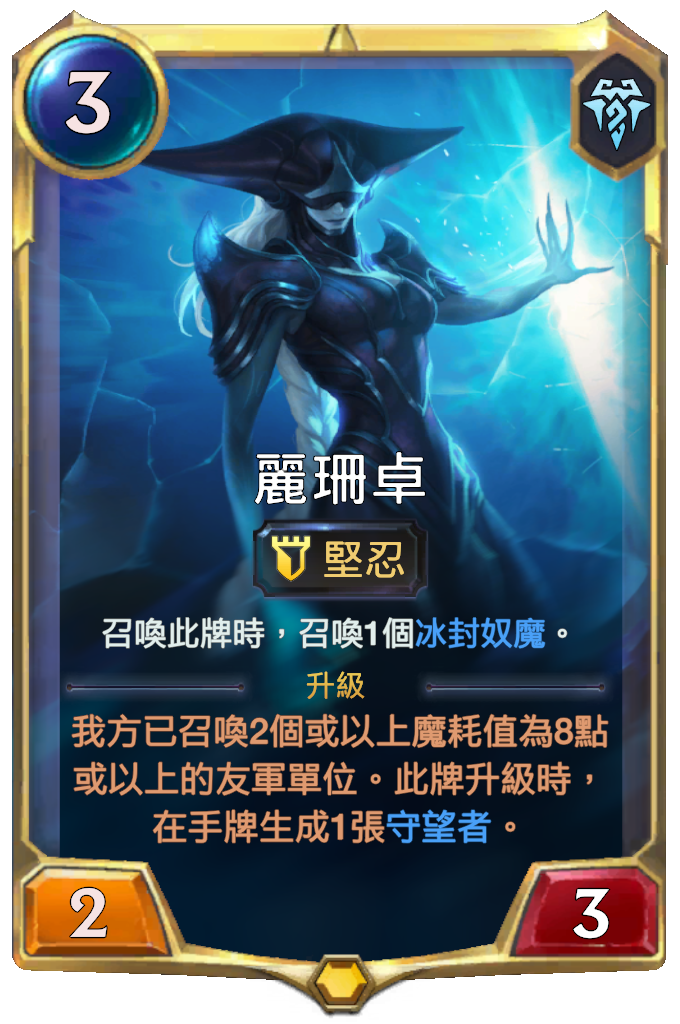 3
麗珊卓
堅忍
召喚此牌時，召喚1個冰封奴魔。
升級
我方已召喚2個或以上魔耗值為8點
或以上的友軍單位。此牌升級時，
在手牌生成1張守望者。
2
3